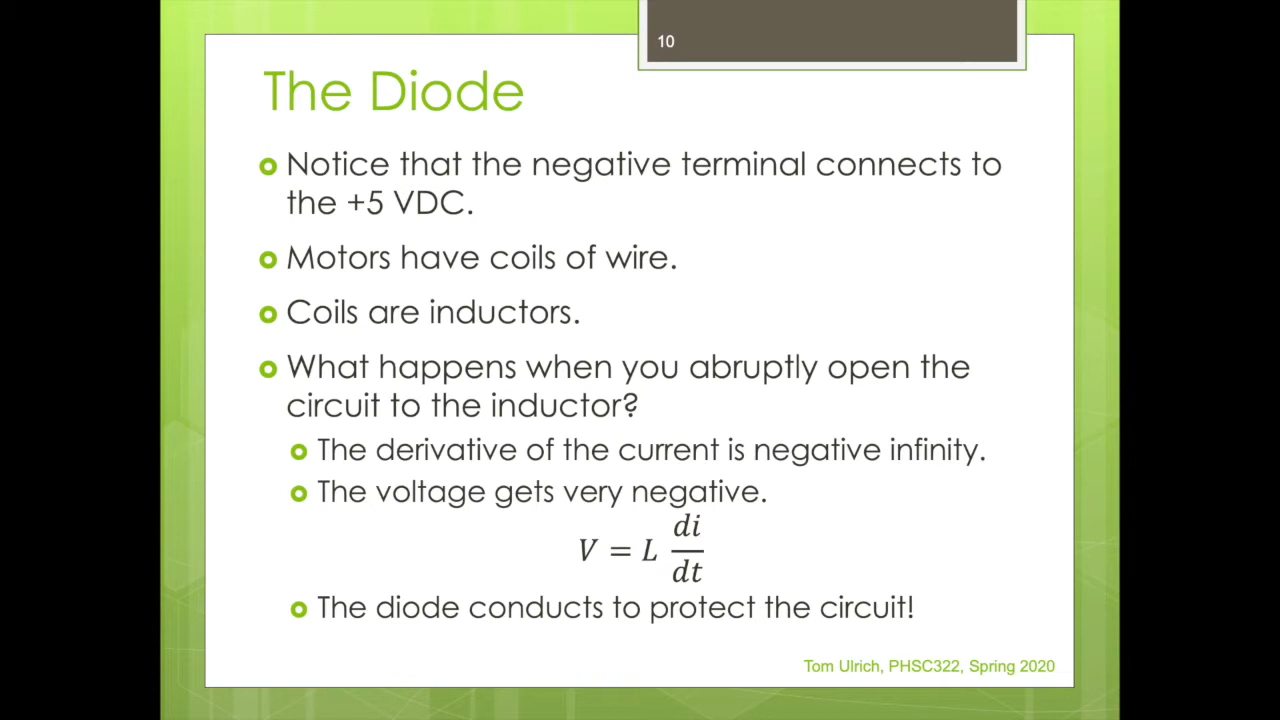 10
The Diode
Notice that the negative terminal connects to
the +5 VDC.
Motors have coils of wire.
Coils are inductors.
What happens when you abruptly open the
circuit to the inductor?
The derivative of the current is negative infinity.
The voltage gets very negative.
V = L di/dt
The diode conducts to protect the circuit!
Tom Ulrich, PHSC322, Spring 2020